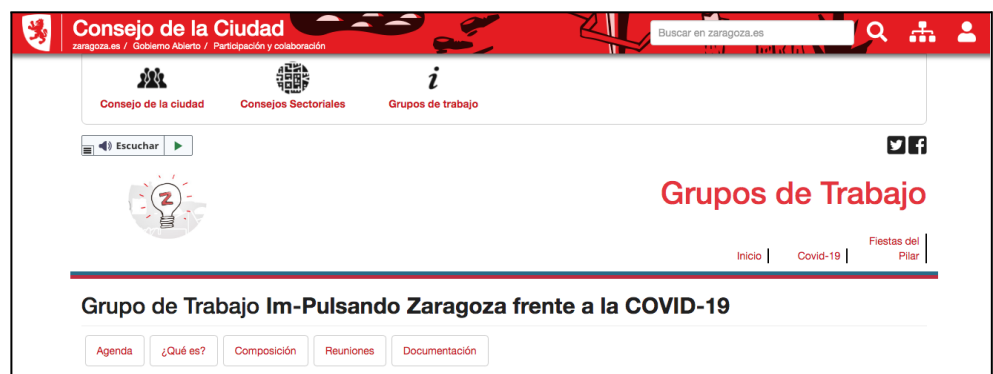 Consejo de la Ciudad
zaragoza.es / Gobierno Abierto / Participación y colaboración
Buscar en zaragoza.es
Consejo de la ciudad
Consejos Sectoriales
Grupos de trabajo
Escuchar
Z
Grupos de Trabajo
Inicio
Covid-19
Fiestas del
Pilar
Grupo de Trabajo Im-Pulsando Zaragoza frente a la COVID-19
Agenda
¿Qué es?
Composición
Reuniones
Documentación